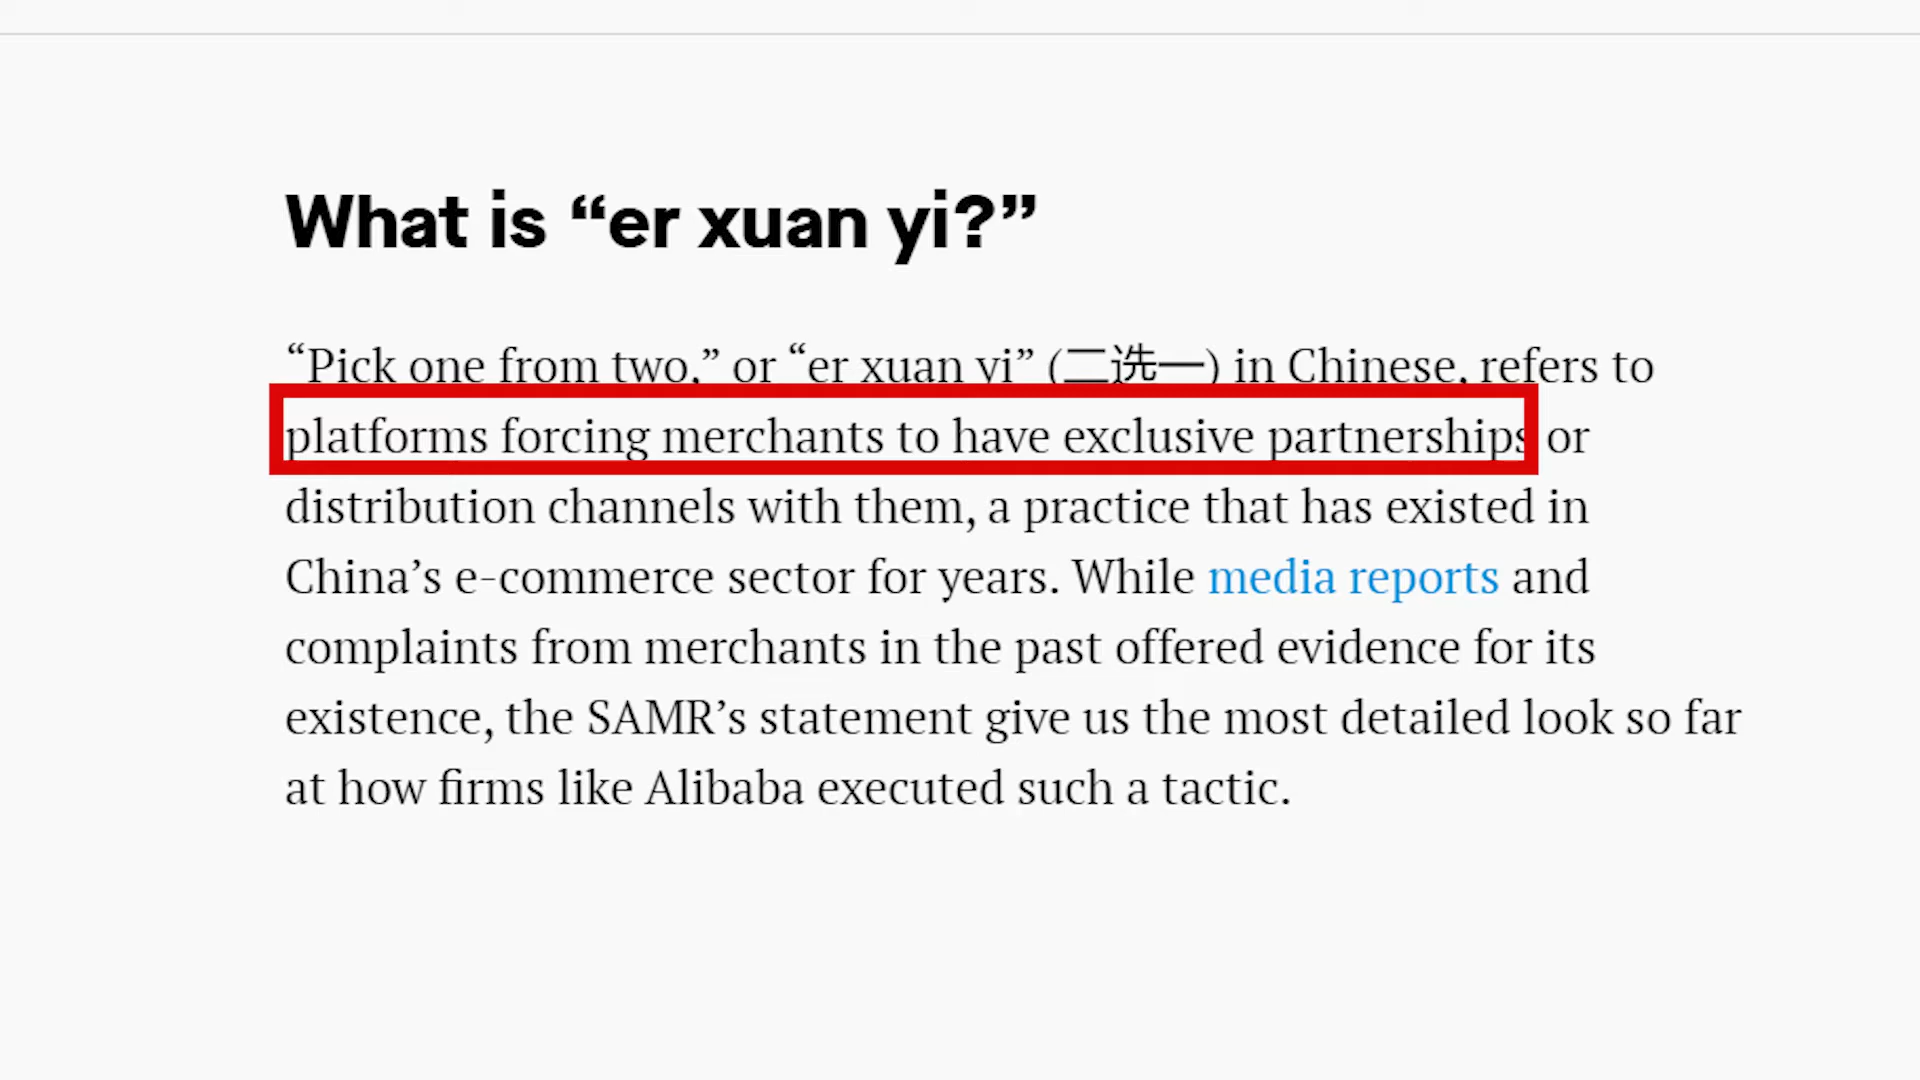 What is “er xuan yi?”
“Pick one from two,” or “er xuan yi” (二选一) in Chinese, refers to
platforms forcing merchants to have exclusive partnerships or
distribution channels with them, a practice that has existed in
China’s e-commerce sector for years. While media reports and
complaints from merchants in the past offered evidence for its
existence, the SAMR’s statement give us the most detailed look so far
at how firms like Alibaba executed such a tactic.